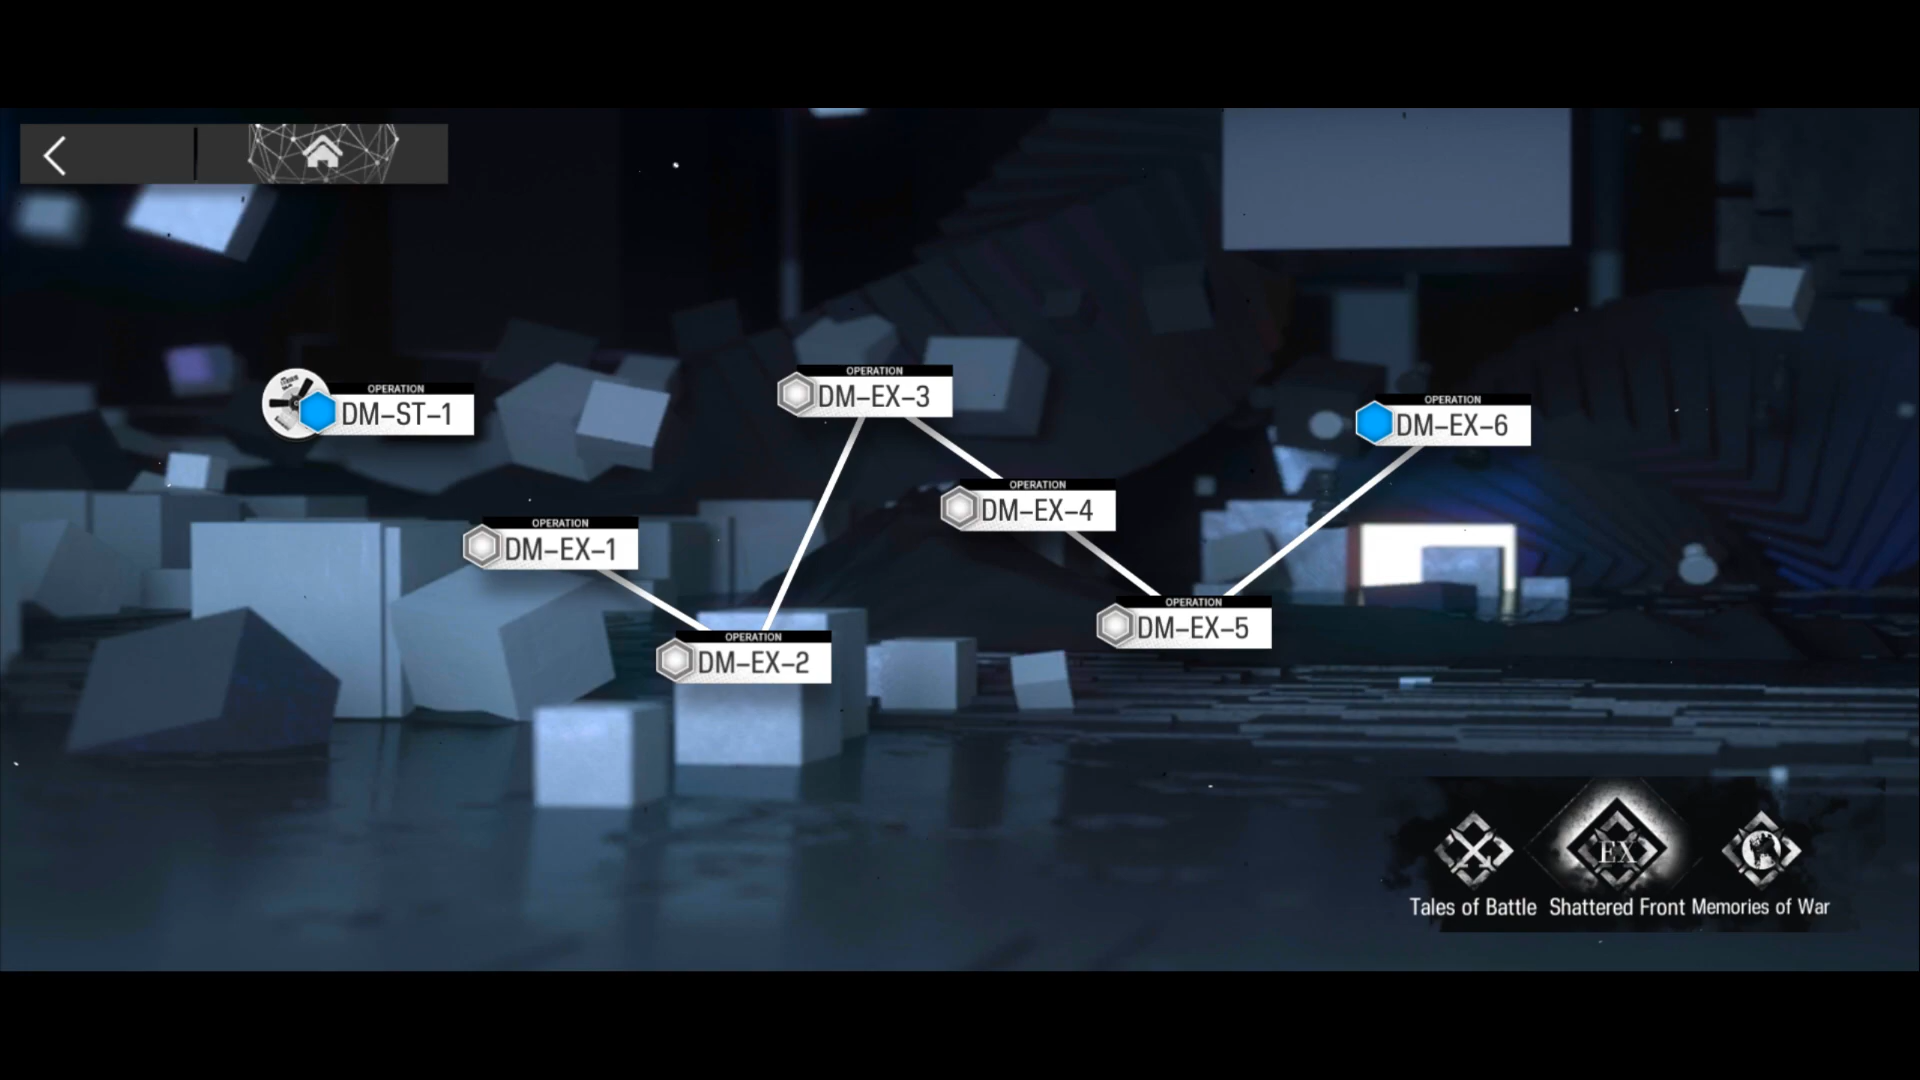 OPERATION
DM-ST-1
OPERATION
DM-EX-1
OPERATION
DM-EX-2
OPERATION
DM-EX-3
OPERATION
DM-EX-4
OPERATION
DM-EX-5
OPERATION
DM-EX-6
EX
Tales of Battle
Shattered Front
Memories of War